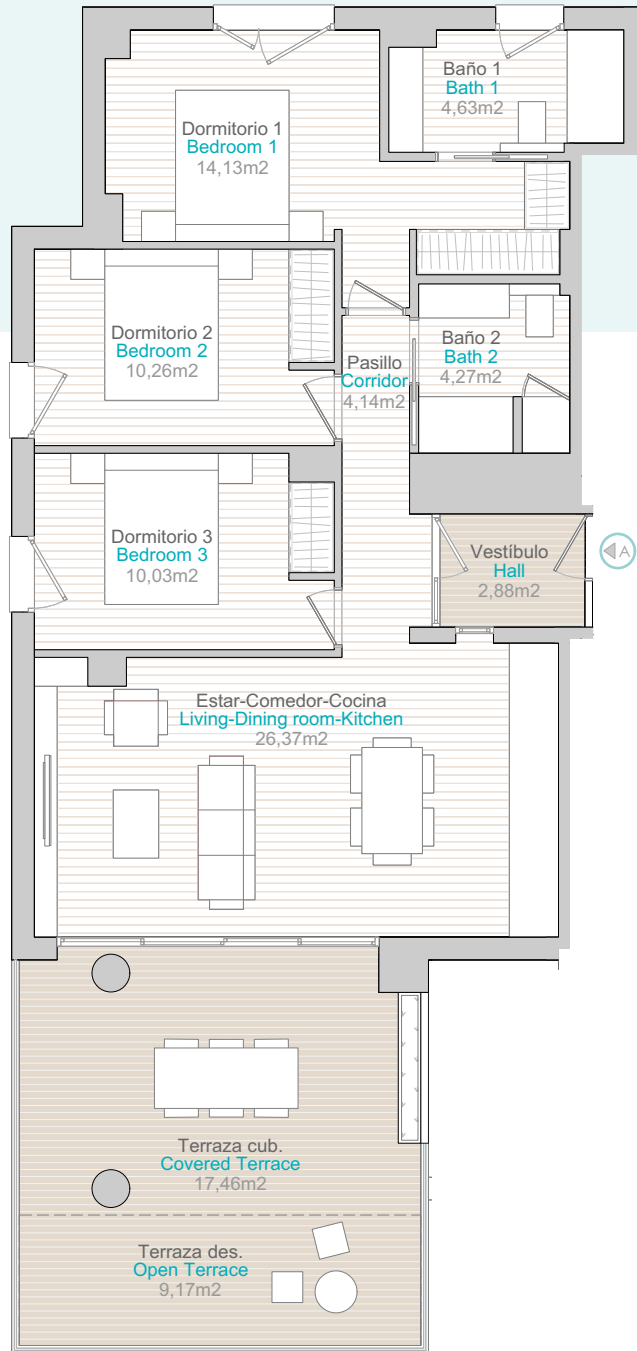 Dormitorio 1
Bedroom 1
14,13m2
Baño 1
Bath 1
4,63m2
Dormitorio 2
Bedroom 2
10,26m2
Pasillo
Corridor
4,14m2
Baño 2
Bath 2
4,27m2
Dormitorio 3
Bedroom 3
10,03m2
Vestíbulo
Hall
2,88m2
A
Estar-Comedor-Cocina
Living-Dining room-Kitchen
26,37m2
Terraza cub.
Covered Terrace
17,46m2
Terraza des.
Open Terrace
9,17m2